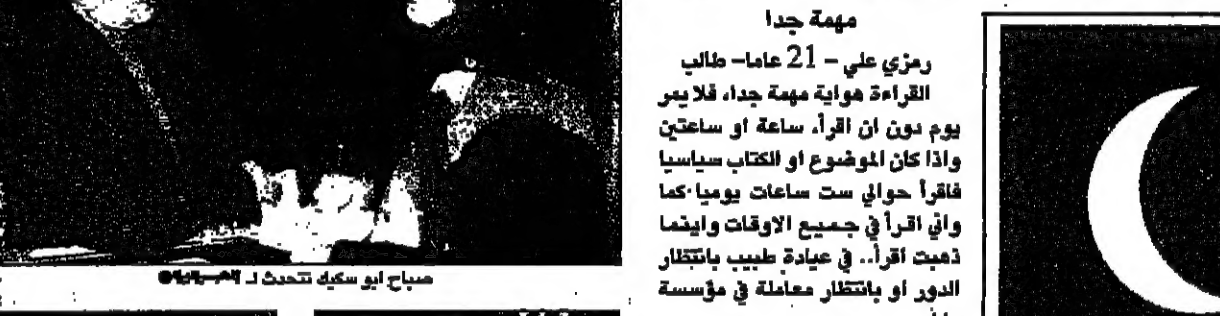 مهمة جدا
رمزي علي - 21 عاما- طالب
القراءة هواية مهمة جدا، فلا يمر
يوم دون ان اقرأ، ساعة او ساعتين
واذا كان الموضوع او الكتاب سياسيا
فاقرأ حوالي ست ساعات يوميا. كما
واني اقرأ في جميع الاوقات واينما
ذهبت أقرأ.. في عيادة طبيب بانتظار
الدور او بانتظار معاملة في مؤسسة
صباح ابو سكيك تتحدث لـ